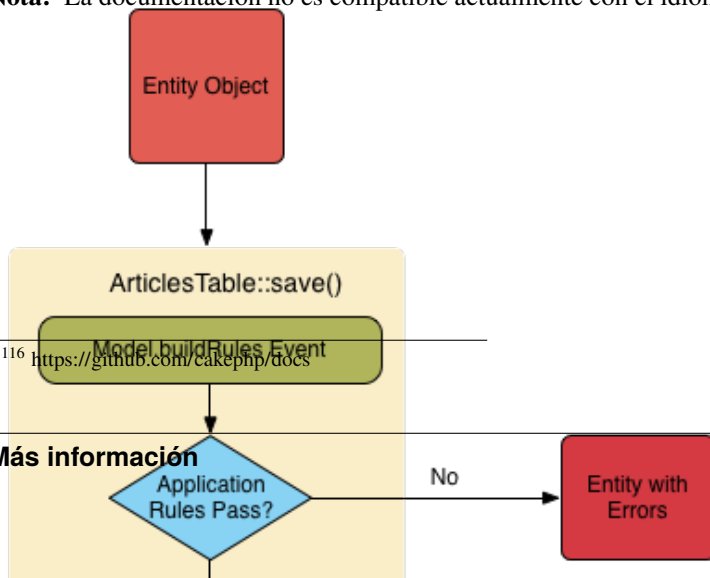 Nota: La documentación no es compatible actualmente con el
Entity Object
ArticlesTable::save()
Model.buildRules Event
116 https://github.com/cakephp/docs
Más información
Application
Rules Pass?
No
Entity with
Errors